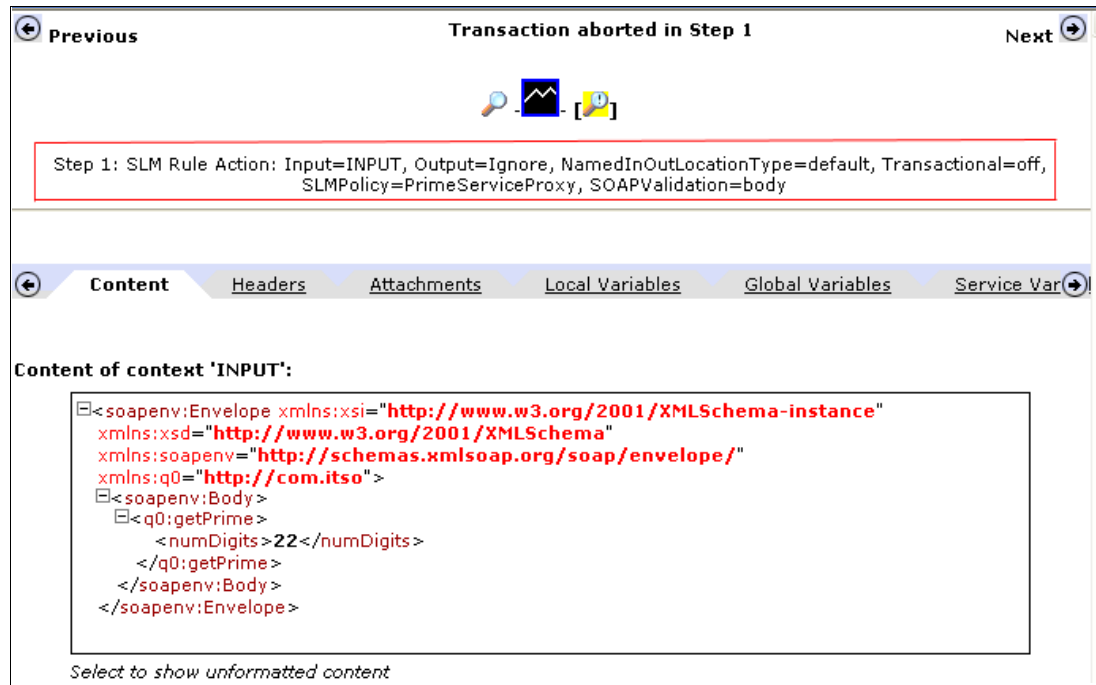 Previous Transaction aborted in Step 1 Next
- - [ ]
Step 1: SLM Rule Action: Input=INPUT, Output=Ignore, NamedInOutLocationType=default, Transactional=off,
SLMPolicy=PrimeServiceProxy, SOAPValidation=body
Content Headers Attachments Local Variables Global Variables Service Var
Content of context 'INPUT':
<soapenv:Envelope xmlns:xsi="http://www.w3.org/2001/XMLSchema-instance"
xmlns:xsd="http://www.w3.org/2001/XMLSchema"
xmlns:soapenv="http://schemas.xmlsoap.org/soap/envelope/"
xmlns:q0="http://com.itso">
<soapenv:Body>
<q0:getPrime>
<numDigits>22</numDigits>
</q0:getPrime>
</soapenv:Body>
</soapenv:Envelope>
Select to show unformatted content